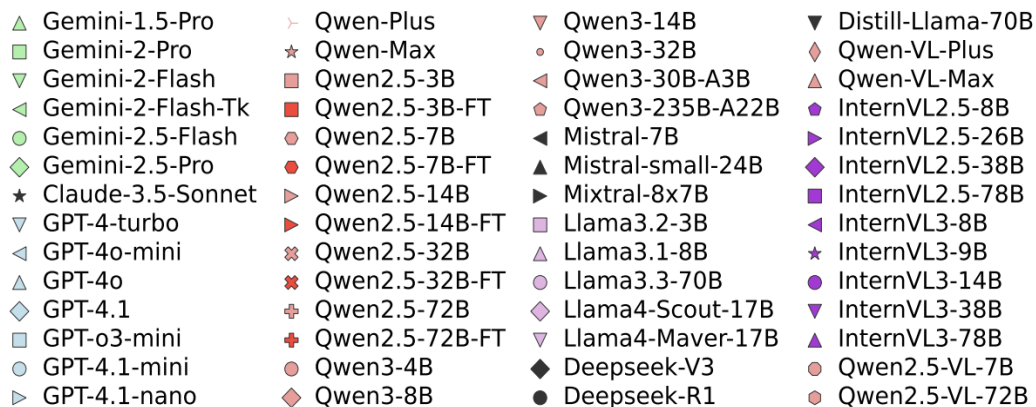 Gemini-1.5-Pro
Gemini-2-Pro
Gemini-2-Flash
Gemini-2-Flash-Tk
Gemini-2.5-Flash
Gemini-2.5-Pro
Claude-3.5-Sonnet
GPT-4-turbo
GPT-4o-mini
GPT-4o
GPT-4.1
GPT-o3-mini
GPT-4.1-mini
GPT-4.1-nano
Qwen-Plus
Qwen-Max
Qwen2.5-3B
Qwen2.5-3B-FT
Qwen2.5-7B
Qwen2.5-7B-FT
Qwen2.5-14B
Qwen2.5-14B-FT
Qwen2.5-32B
Qwen2.5-32B-FT
Qwen2.5-72B
Qwen2.5-72B-FT
Qwen3-4B
Qwen3-8B
Qwen3-14B
Qwen3-32B
Qwen3-30B-A3B
Qwen3-235B-A22B
Mistral-7B
Mistral-small-24B
Mixtral-8x7B
Llama3.2-3B
Llama3.1-8B
Llama3.3-70B
Llama4-Scout-17B
Llama4-Maver-17B
Deepseek-V3
Deepseek-R1
Distill-Llama-70B
Qwen-VL-Plus
Qwen-VL-Max
InternVL2.5-8B
InternVL2.5-26B
InternVL2.5-38B
InternVL2.5-78B
InternVL3-8B
InternVL3-9B
InternVL3-14B
InternVL3-38B
InternVL3-78B
Qwen2.5-VL-7B
Qwen2.5-VL-72B